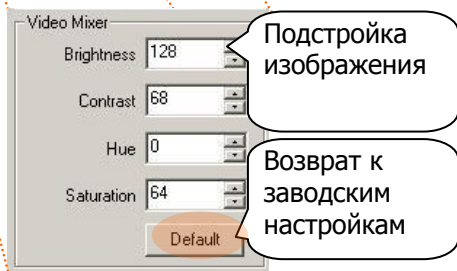 Video Mixer
Brightness 128
Contrast 68
Hue 0
Saturation 64
Default
Подстройка
изображения
Возврат к
заводским
настройкам